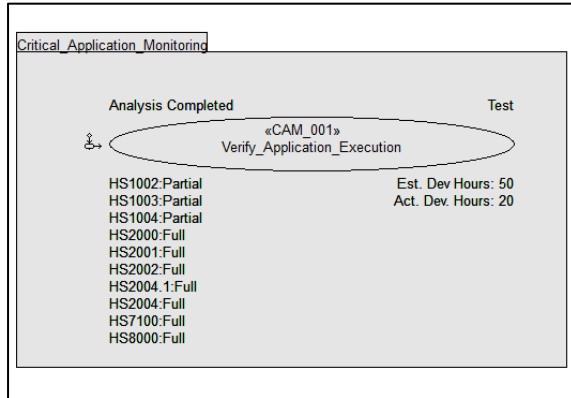 Critical_Application_Monitoring
Analysis Completed Test
«CAM_001»
Verify_Application_Execution
HS1002:Partial Est. Dev Hours: 50
HS1003:Partial Act. Dev. Hours: 20
HS1004:Partial
HS2000:Full
HS2001:Full
HS2002:Full
HS2004.1:Full
HS2004:Full
HS7100:Full
HS8000:Full